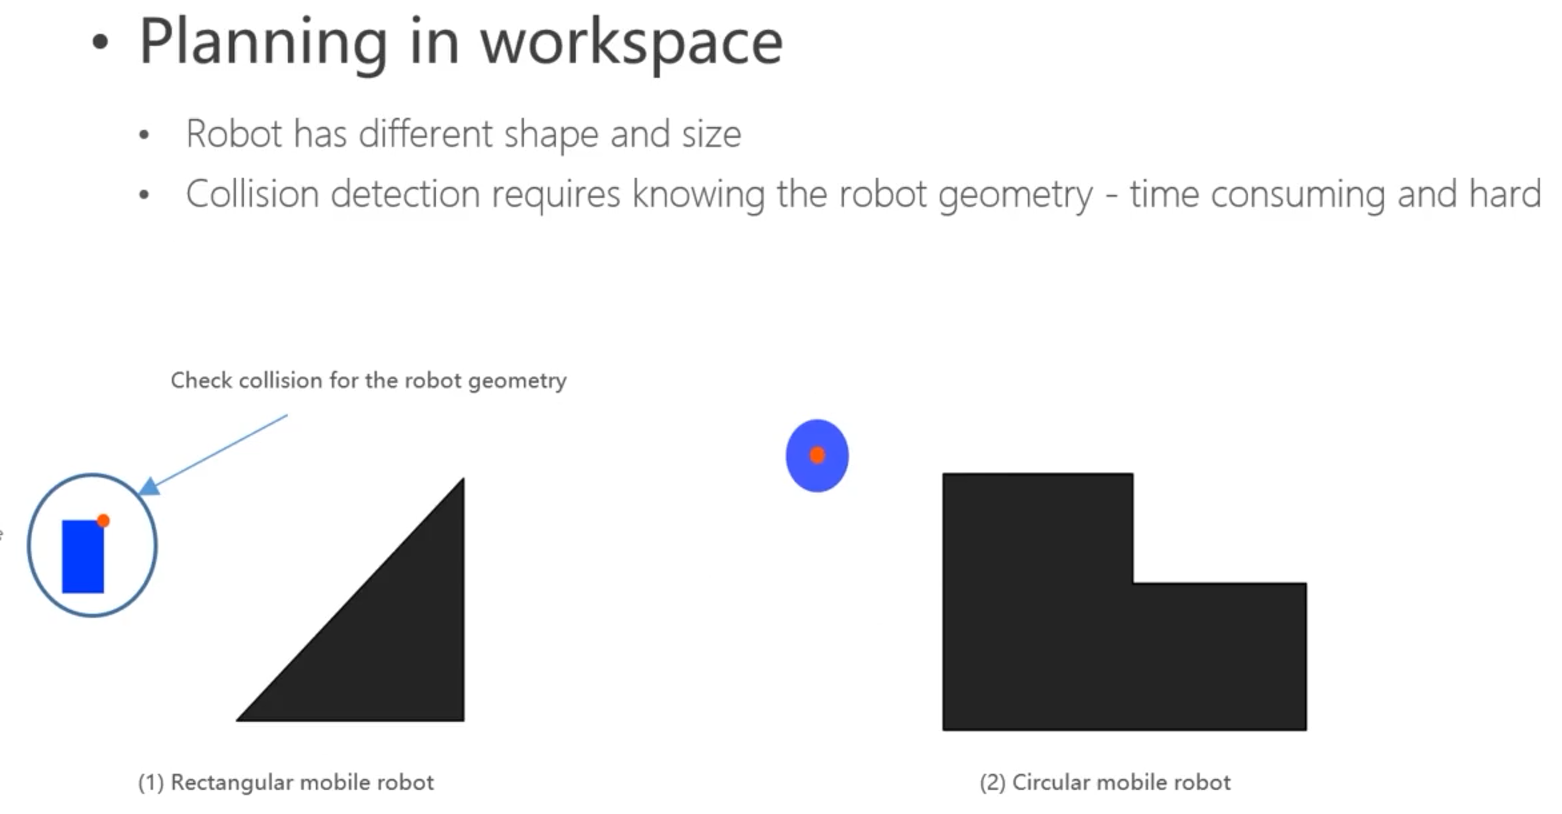 • Planning in workspace
• Robot has different shape and size
• Collision detection requires knowing the robot geometry - time consuming and hard
Check collision for the robot geometry
(1) Rectangular mobile robot
(2) Circular mobile robot